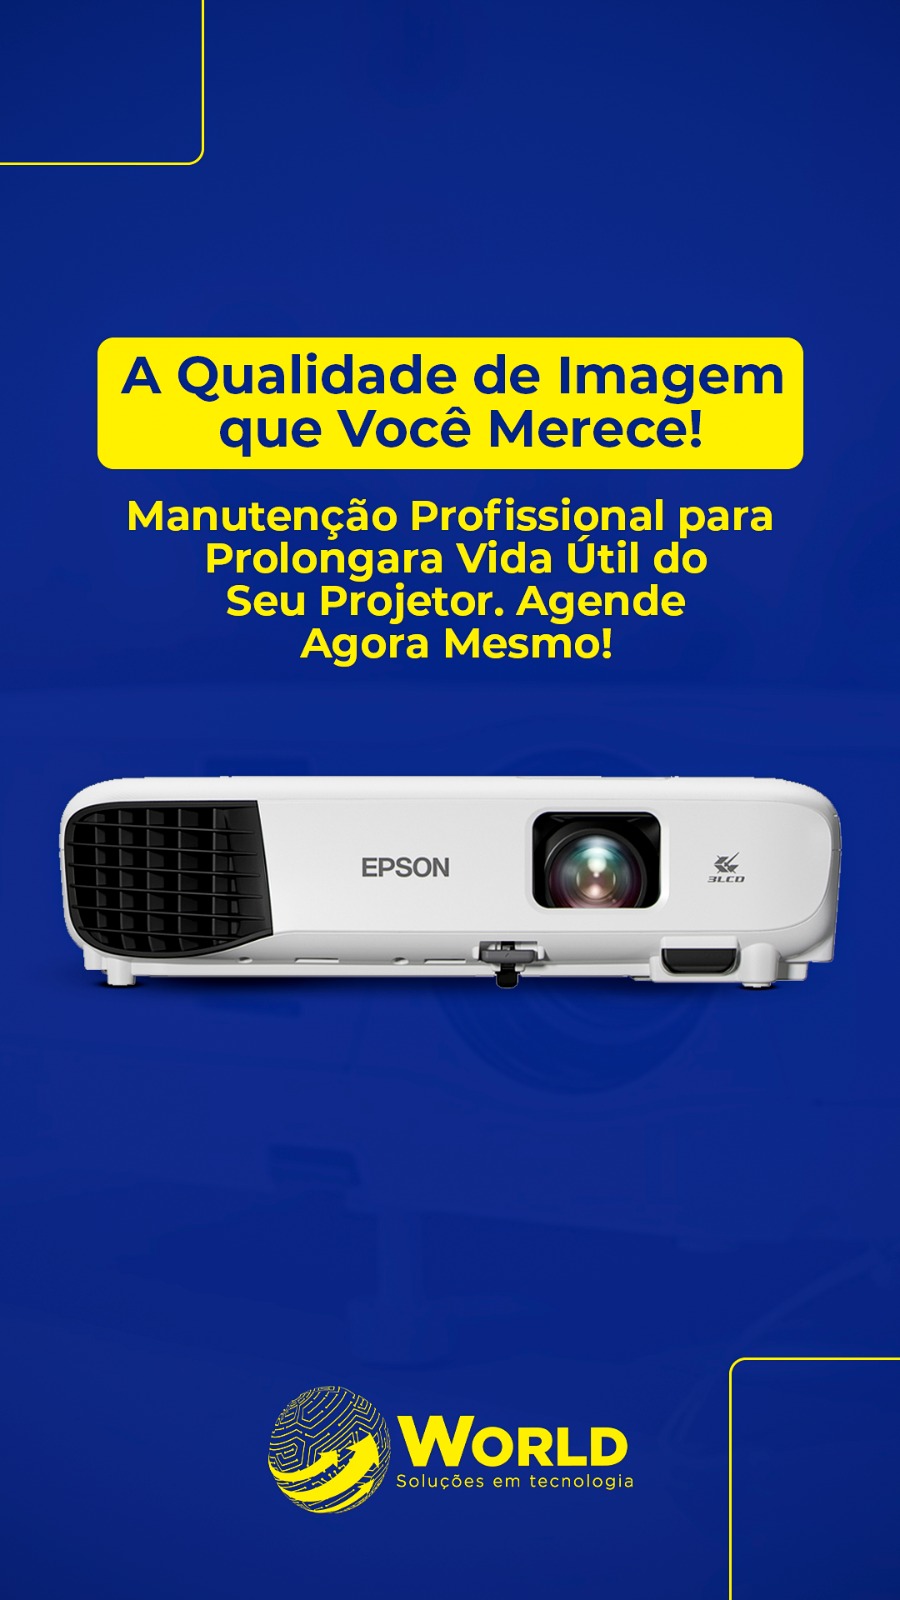 A Qualidade de Imagem
que Você Merece!
Manutenção Profissional para
Prolongara Vida Útil do
Seu Projetor. Agende
Agora Mesmo!
EPSON
3LCD
WORLD
Soluções em tecnologia